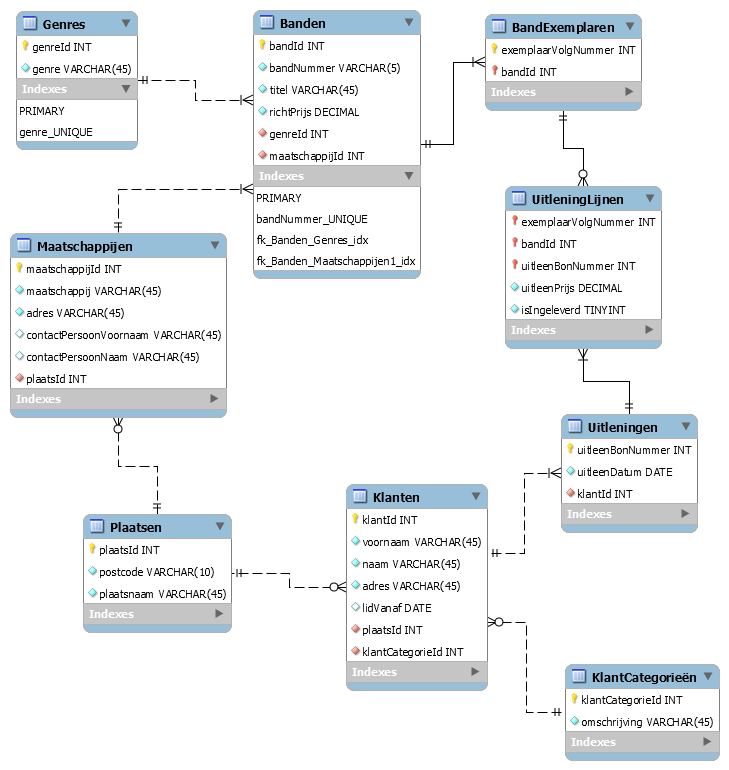 Genres
genreId INT
genre VARCHAR(45)
Indexes
PRIMARY
genre_UNIQUE
Banden
bandId INT
bandNummer VARCHAR(5)
titel VARCHAR(45)
richtPrijs DECIMAL
genreId INT
maatschappijId INT
Indexes
PRIMARY
bandNummer_UNIQUE
fk_Banden_Genres_idx
fk_Banden_Maatschappijen1_idx
BandExemplaren
exemplaarVolgNummer INT
bandId INT
Indexes
UitleningLijnen
exemplaarVolgNummer INT
bandId INT
uitleenBonNummer INT
uitleenPrijs DECIMAL
isIngeleverd TINYINT
Indexes
Maatschappijen
maatschappijId INT
maatschappij VARCHAR(45)
adres VARCHAR(45)
contactPersoonVoornaam VARCHAR(45)
contactPersoonNaam VARCHAR(45)
plaatsId INT
Indexes
Uitleningen
uitleenBonNummer INT
uitleenDatum DATE
klantId INT
Indexes
Plaatsen
plaatsId INT
postcode VARCHAR(10)
plaatsnaam VARCHAR(45)
Indexes
Klanten
klantId INT
voornaam VARCHAR(45)
naam VARCHAR(45)
adres VARCHAR(45)
lidVanaf DATE
plaatsId INT
klantCategorieId INT
Indexes
KlantCategorieën
klantCategorieId INT
omschrijving VARCHAR(45)
Indexes